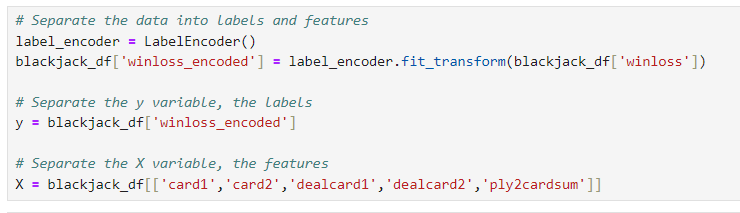 # Separate the data into labels and features
label_encoder = LabelEncoder()
blackjack_df['winloss_encoded'] = label_encoder.fit_transform(blackjack_df['winloss'])
# Separate the y variable, the labels
y = blackjack_df['winloss_encoded']
# Separate the X variable, the features
X = blackjack_df[['card1','card2','dealcard1','dealcard2','ply2cardsum']]